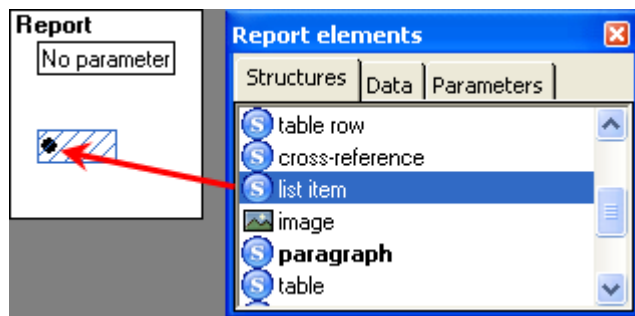 Report
No parameter
Report elements
Structures Data Parameters
S table row
S cross-reference
S list item
image
S paragraph
S table